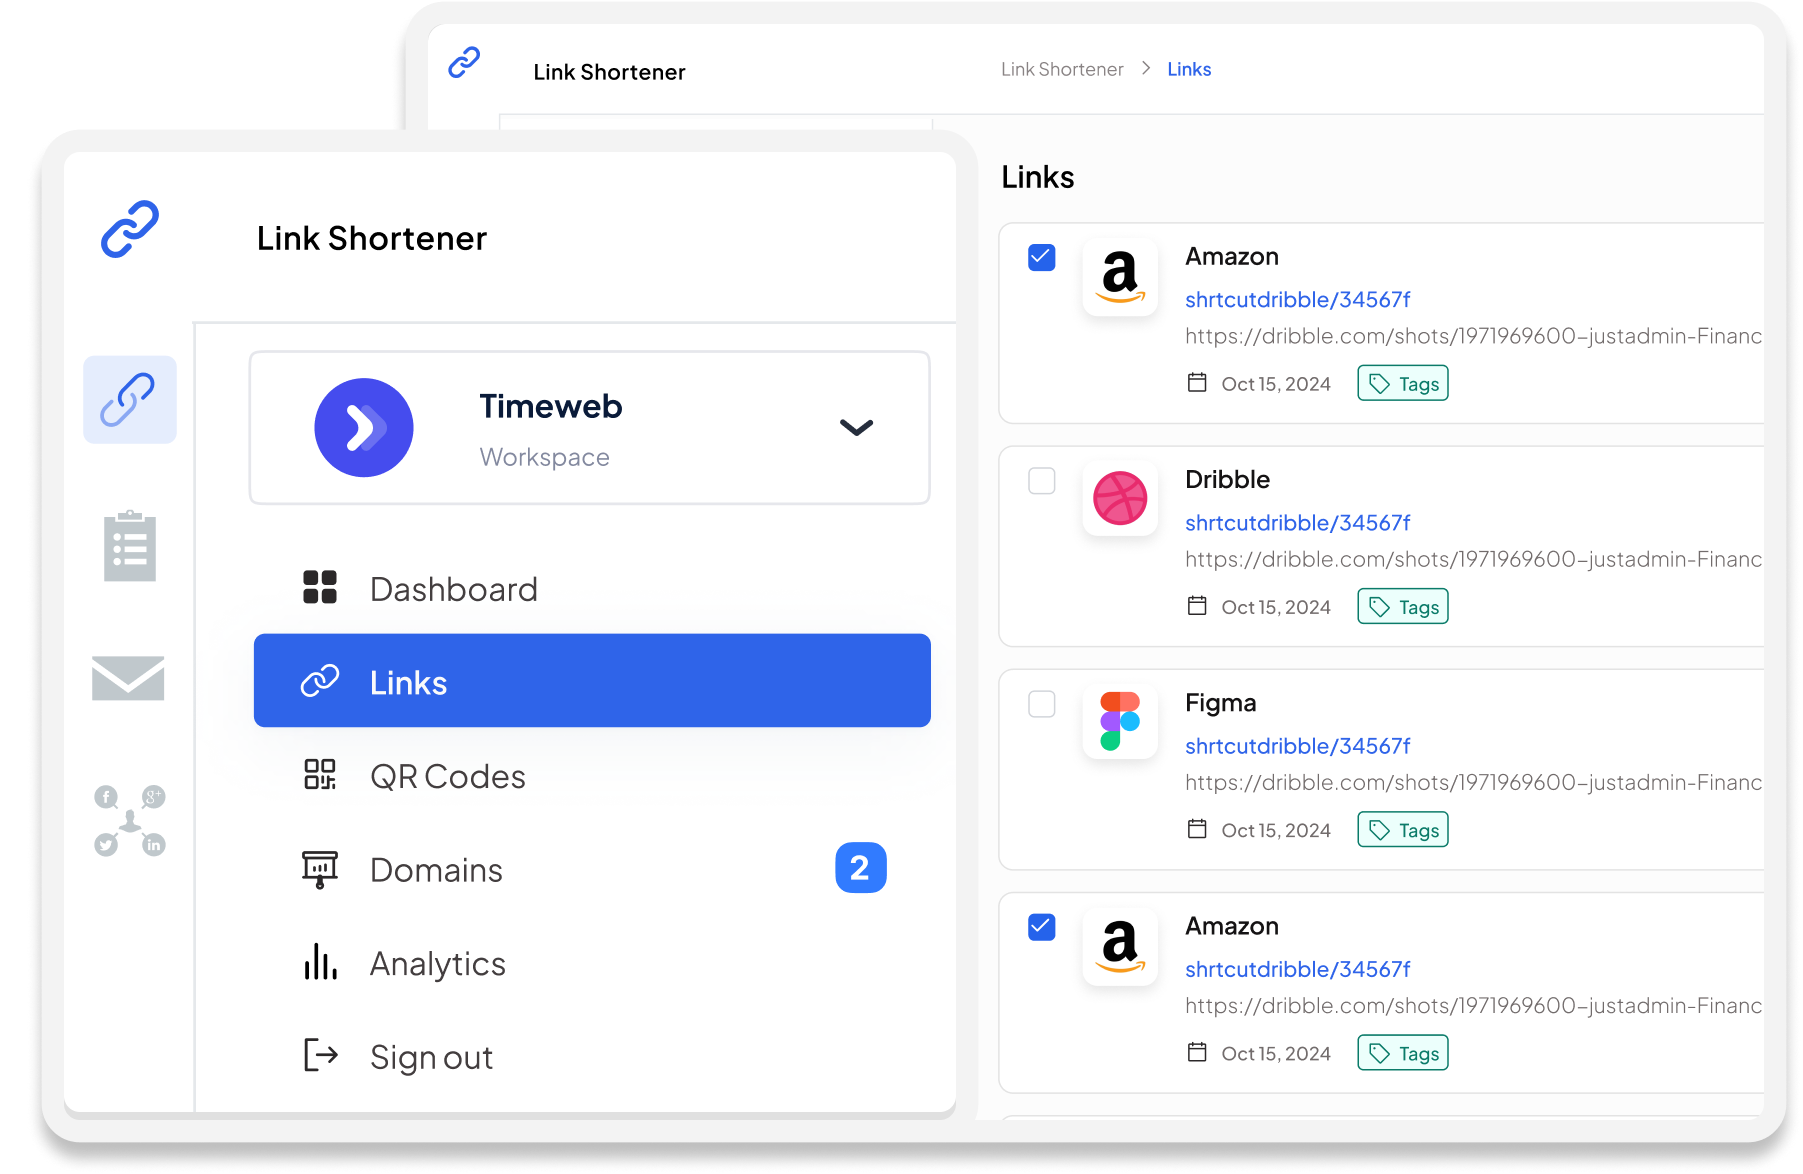 Link Shortener
Link Shortener > Links
Link Shortener
Timeweb
Workspace
Dashboard
Links
QR Codes
Domains
2
Analytics
Sign out
Links
Amazon
shrtcutdribble/34567f
https://dribble.com/shots/1971969600-justadmin-Financ
Oct 15, 2024
Tags
Dribble
shrtcutdribble/34567f
https://dribble.com/shots/1971969600-justadmin-Financ
Oct 15, 2024
Tags
Figma
shrtcutdribble/34567f
https://dribble.com/shots/1971969600-justadmin-Financ
Oct 15, 2024
Tags
Amazon
shrtcutdribble/34567f
https://dribble.com/shots/1971969600-justadmin-Financ
Oct 15, 2024
Tags